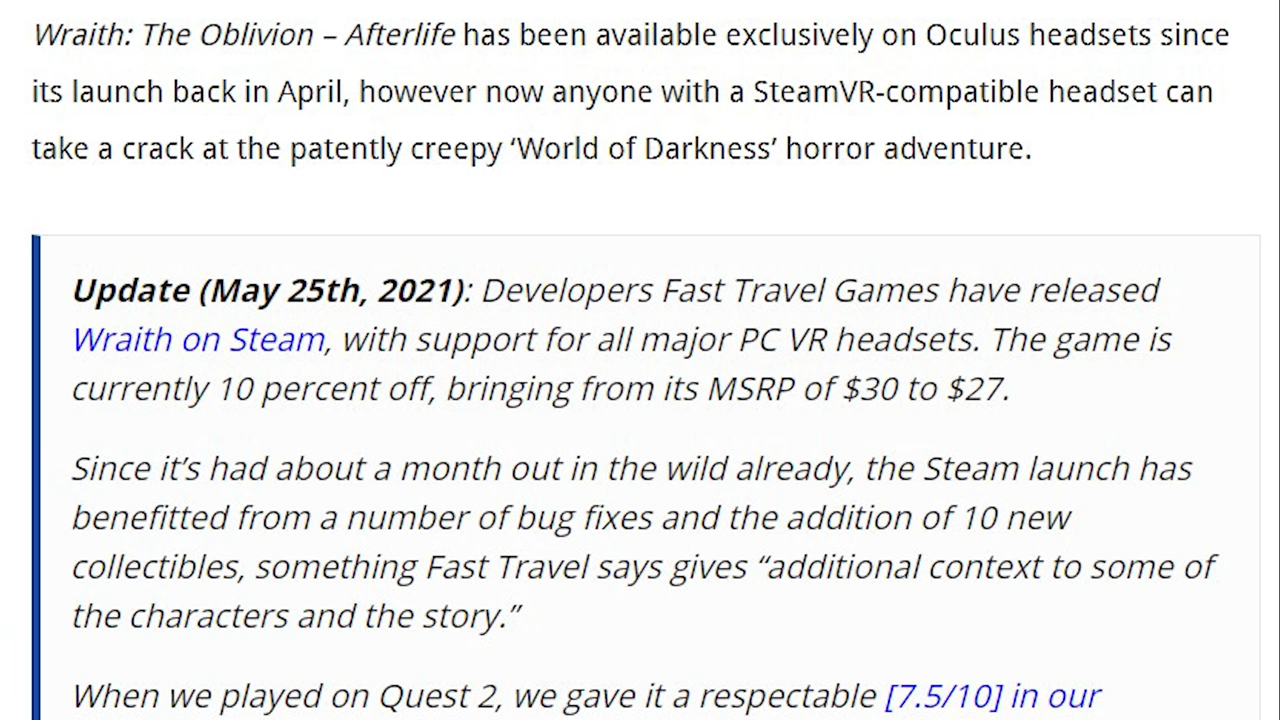 Wraith: The Oblivion – Afterlife has been available exclusively on Oculus headsets since
its launch back in April, however now anyone with a SteamVR-compatible headset can
take a crack at the patently creepy ‘World of Darkness’ horror adventure.
Update (May 25th, 2021): Developers Fast Travel Games have released
Wraith on Steam, with support for all major PC VR headsets. The game is
currently 10 percent off, bringing from its MSRP of $30 to $27.
Since it’s had about a month out in the wild already, the Steam launch has
benefitted from a number of bug fixes and the addition of 10 new
collectibles, something Fast Travel says gives “additional context to some of
the characters and the story.”
When we played on Quest 2, we gave it a respectable [7.5/10] in our